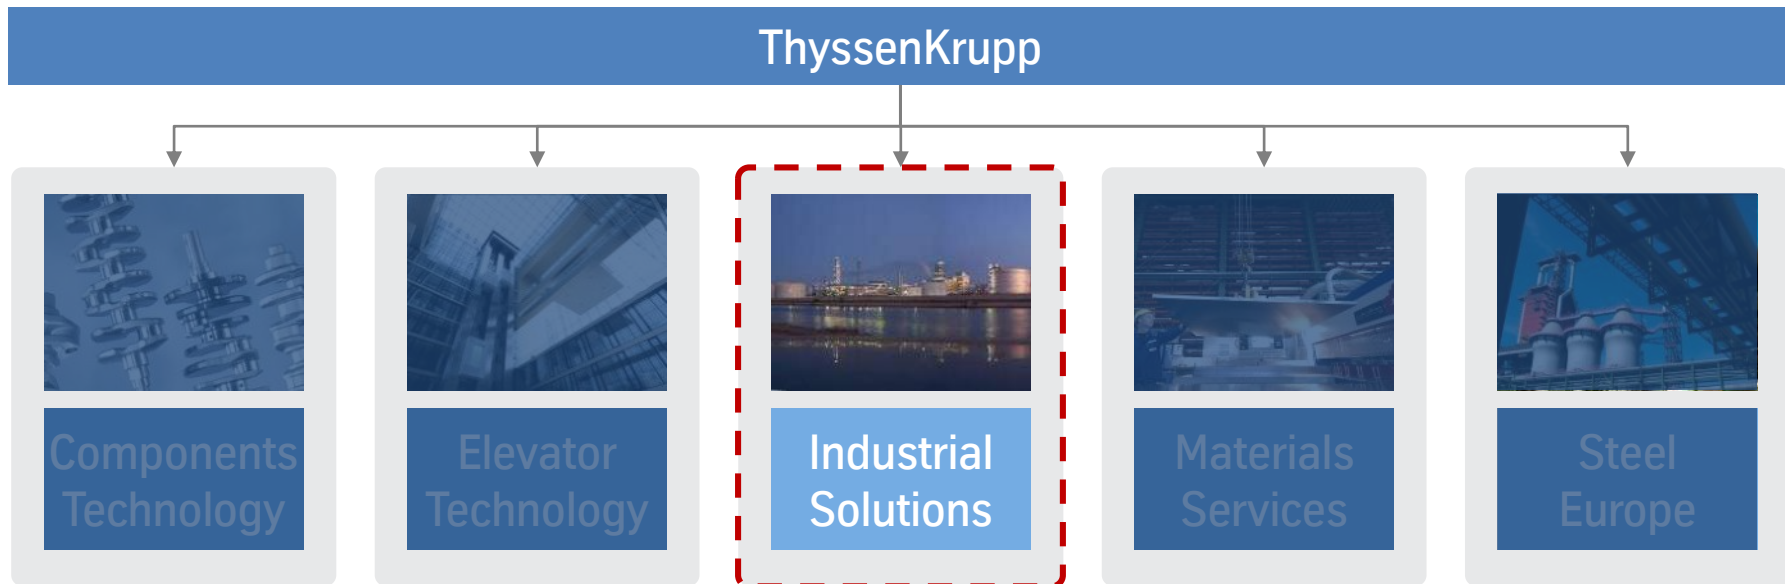 ThyssenKrupp
Components
Technology
Elevator
Technology
Industrial
Solutions
Materials
Services
Steel
Europe